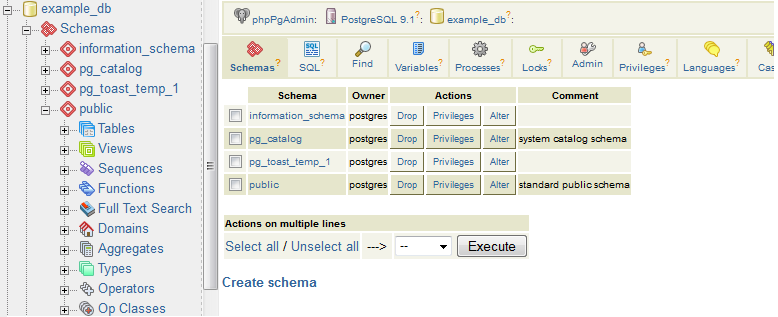 example_db
Schemas
information_schema
pg_catalog
pg_toast_temp_1
public
Tables
Views
Sequences
Functions
Full Text Search
Domains
Aggregates
Types
Operators
Op Classes
phpPgAdmin: PostgreSQL 9.1?: example_db?:
Schemas? SQL? Find Variables? Processes? Locks? Admin Privileges? Languages? Cas
Schema Owner Actions Comment
information_schema postgres Drop Privileges Alter
pg_catalog postgres Drop Privileges Alter system catalog schema
pg_toast_temp_1 postgres Drop Privileges Alter
public postgres Drop Privileges Alter standard public schema
Actions on multiple lines
Select all / Unselect all ---> -- Execute
Create schema